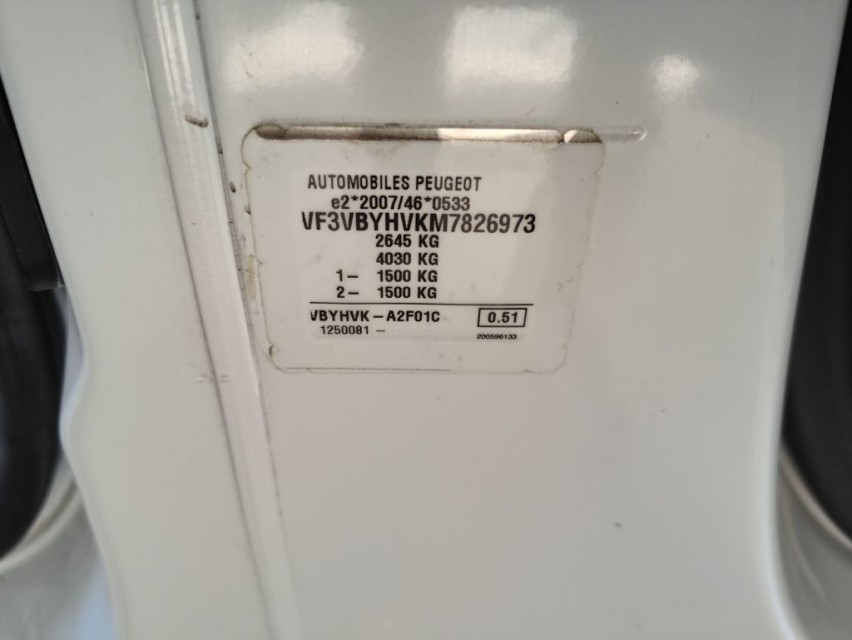 AUTOMOBILES PEUGEOT
e2*2007/46*0533
VF3VBYHVKM7826973
2645 KG
4030 KG
1- 1500 KG
2- 1500 KG
VBYHVK-A2F01C 0.51
1250081 - 200596133